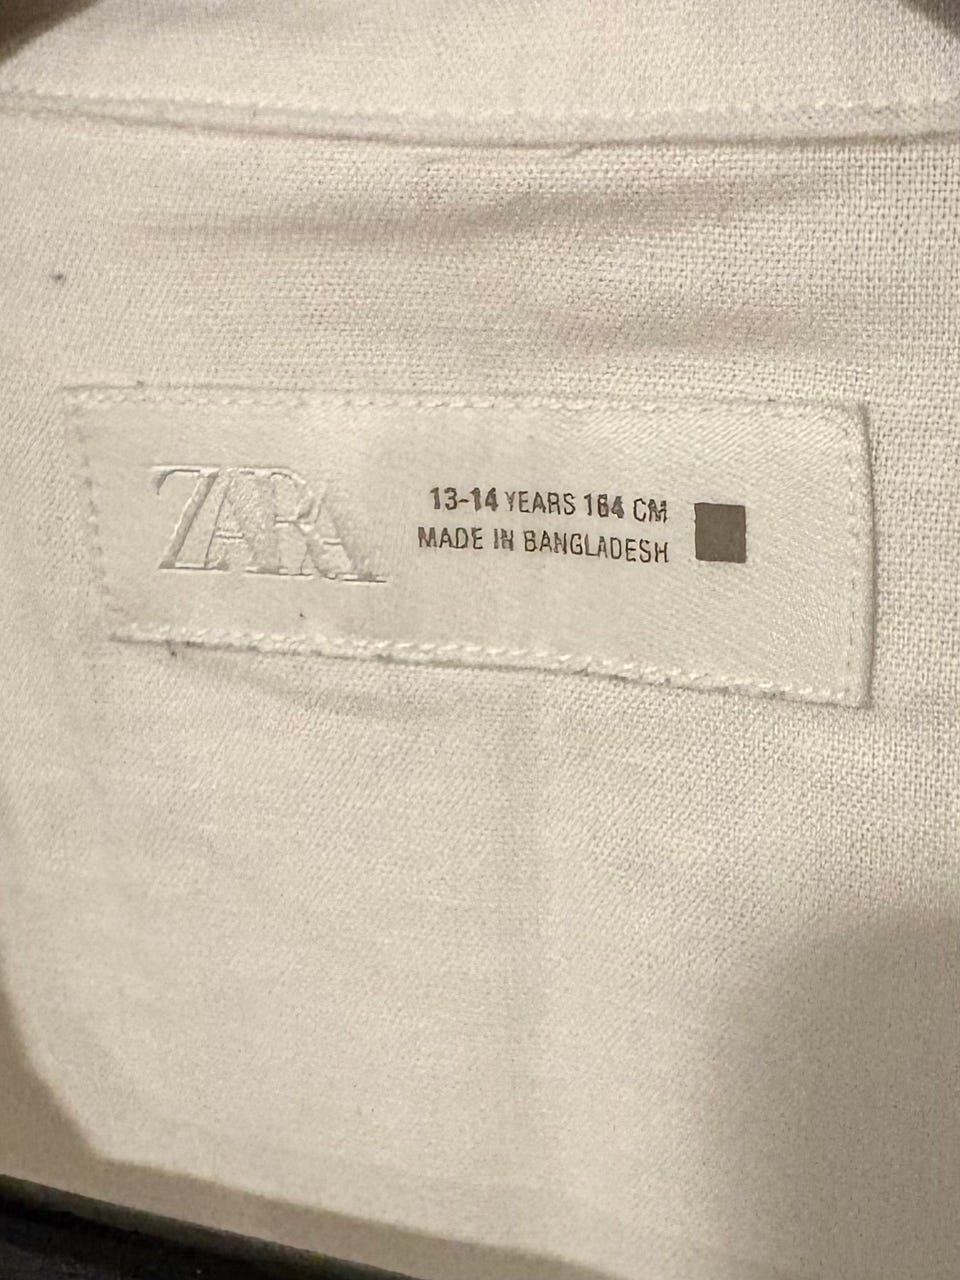 ZARA
13-14 YEARS 164 CM
MADE IN BANGLADESH